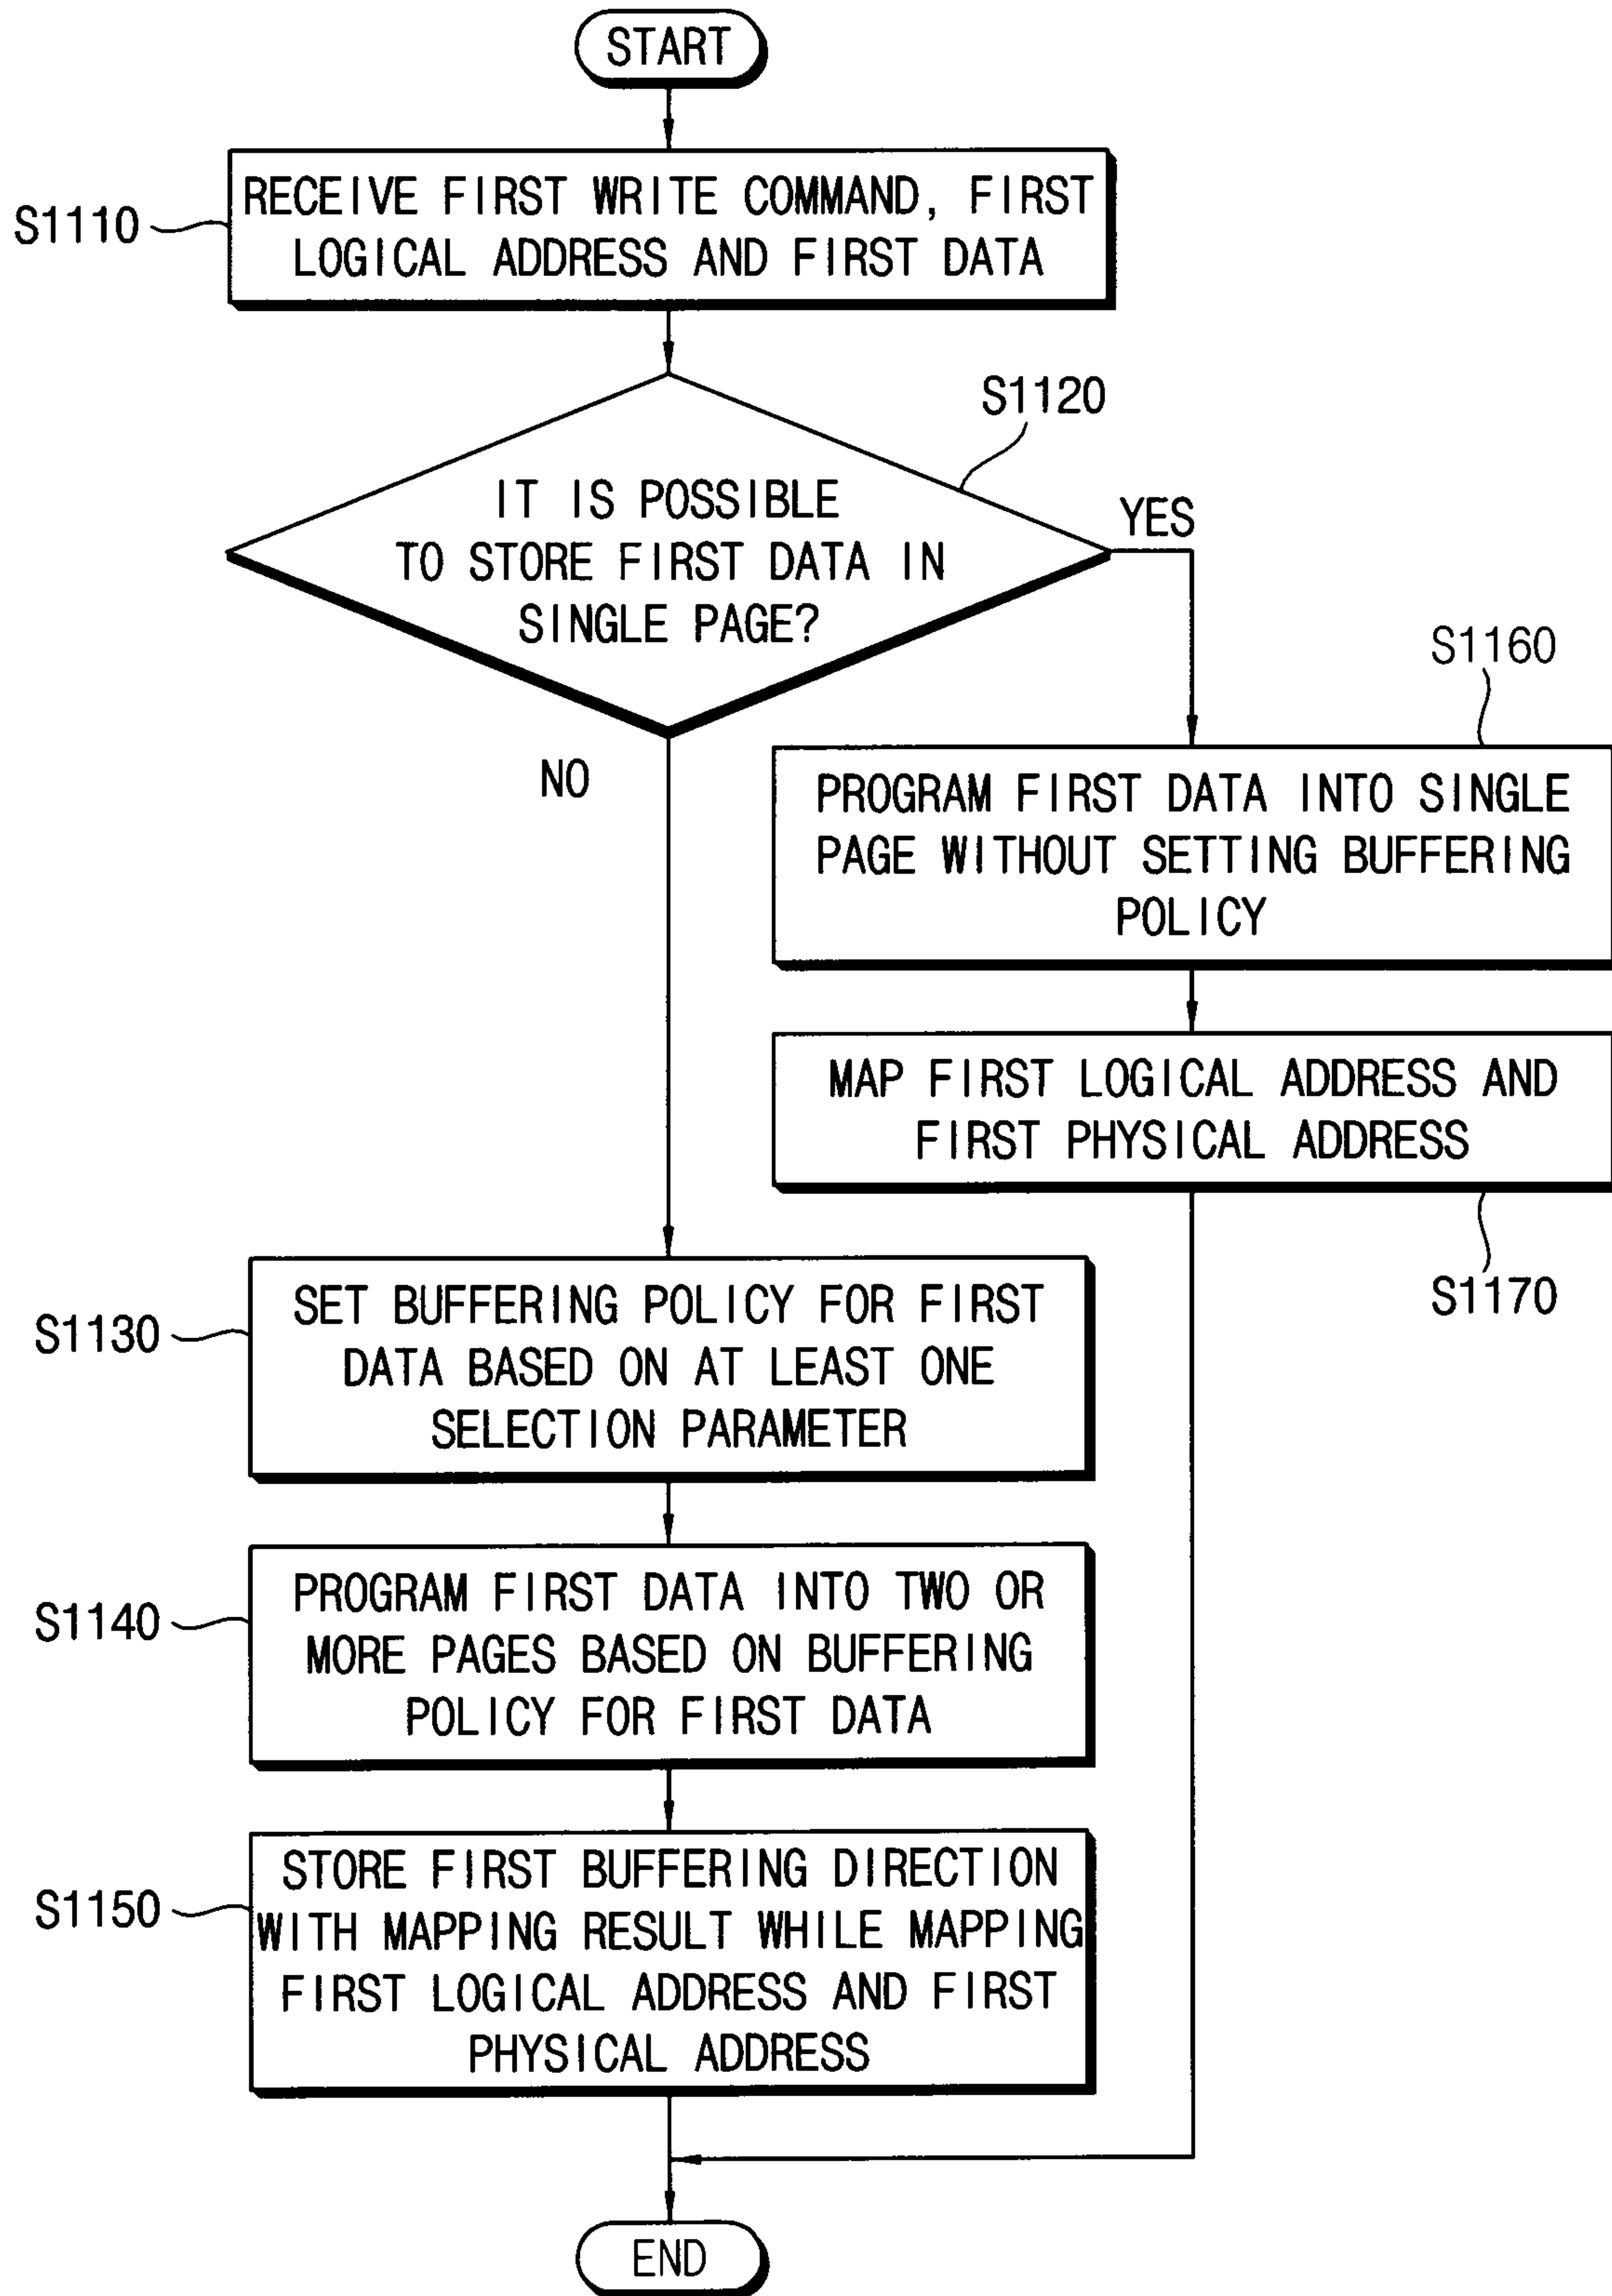 START
S1110
RECEIVE FIRST WRITE COMMAND, FIRST
LOGICAL ADDRESS AND FIRST DATA
S1120
IT IS POSSIBLE
TO STORE FIRST DATA IN
SINGLE PAGE?
YES
NO
S1160
PROGRAM FIRST DATA INTO SINGLE
PAGE WITHOUT SETTING BUFFERING
POLICY
MAP FIRST LOGICAL ADDRESS AND
FIRST PHYSICAL ADDRESS
S1170
S1130
SET BUFFERING POLICY FOR FIRST
DATA BASED ON AT LEAST ONE
SELECTION PARAMETER
S1140
PROGRAM FIRST DATA INTO TWO OR
MORE PAGES BASED ON BUFFERING
POLICY FOR FIRST DATA
S1150
STORE FIRST BUFFERING DIRECTION
WITH MAPPING RESULT WHILE MAPPING
FIRST LOGICAL ADDRESS AND FIRST
PHYSICAL ADDRESS
END